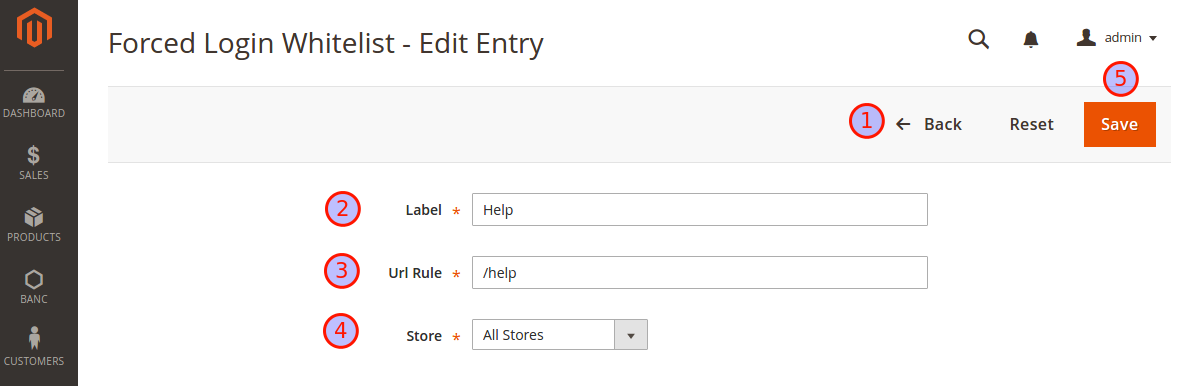 Forced Login Whitelist - Edit Entry
admin
5
1
← Back
Reset
Save
DASHBOARD
SALES
PRODUCTS
BANC
CUSTOMERS
2
Label *
Help
3
Url Rule *
/help
4
Store *
All Stores